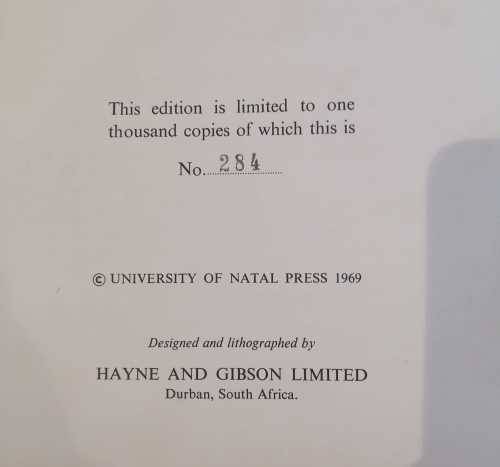 This edition is limited to one
thousand copies of which this is
No. 284
© UNIVERSITY OF NATAL PRESS 1969
Designed and lithographed by
HAYNE AND GIBSON LIMITED
Durban, South Africa.